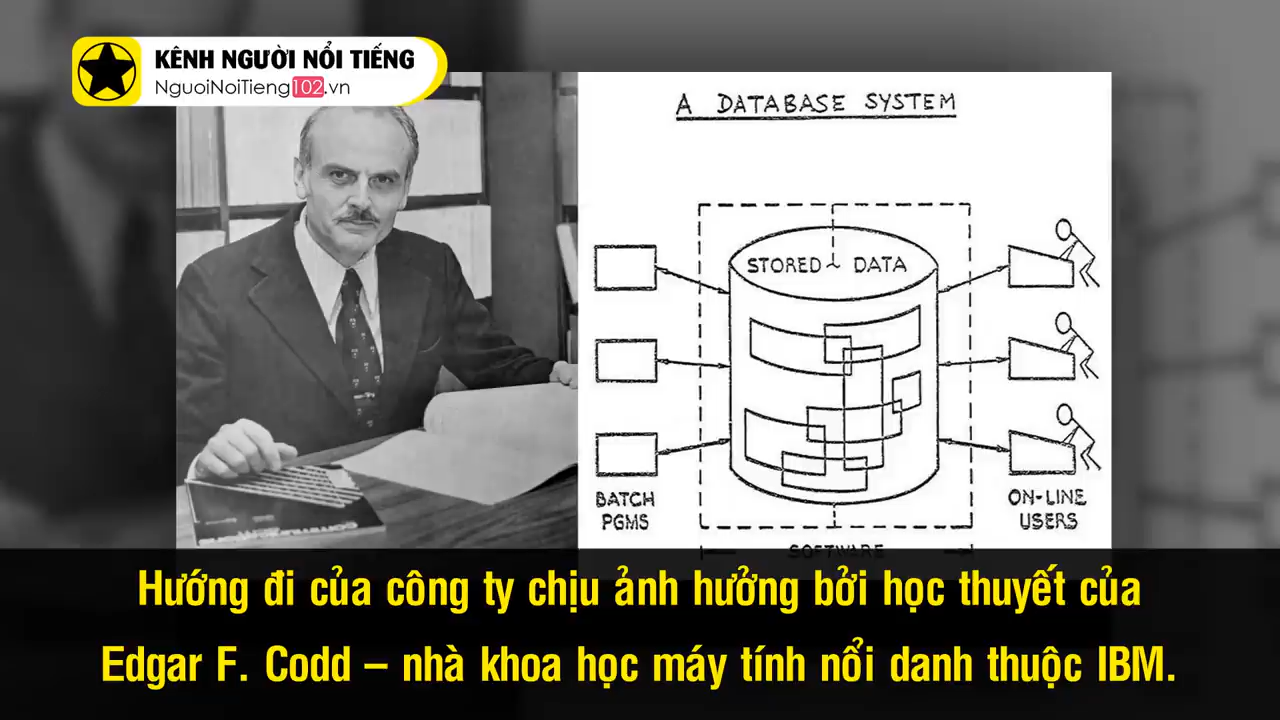 KÊNH NGƯỜI NỔI TIẾNG
NguoiNoiTieng102.vn
A DATABASE SYSTEM
STORED DATA
BATCH
PGMS
ON-LINE
USERS
SOFTWARE
Hướng đi của công ty chịu ảnh hưởng bởi học thuyết của
Edgar F. Codd – nhà khoa học máy tính nổi danh thuộc IBM.